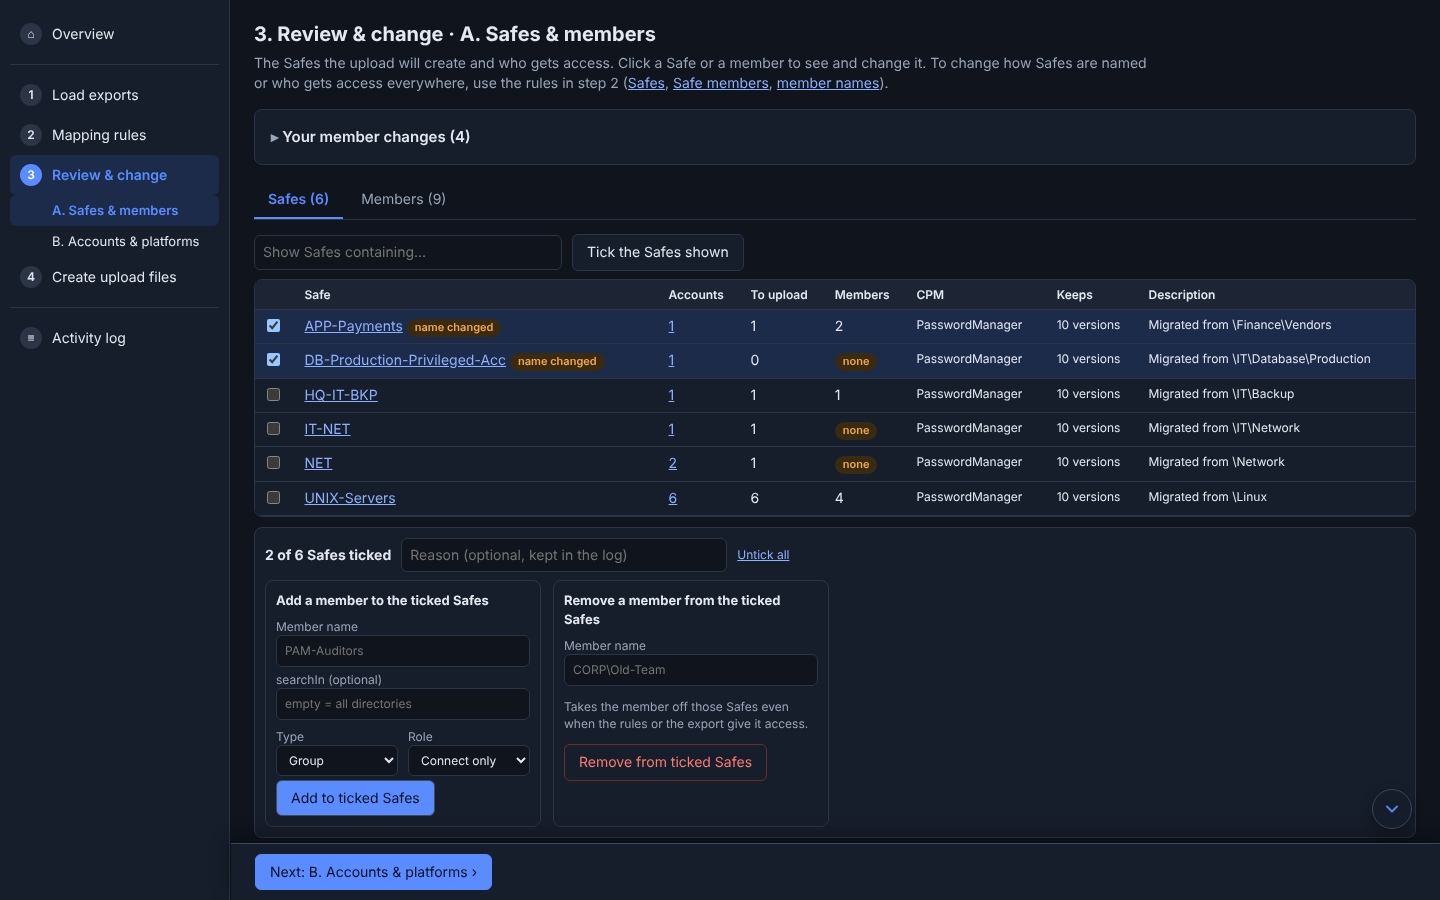 Overview
1 Load exports
2 Mapping rules
3 Review & change
A. Safes & members
B. Accounts & platforms
4 Create upload files
Activity log
3. Review & change · A. Safes & members
The Safes the upload will create and who gets access. Click a Safe or a member to see and change it. To change how Safes are named
or who gets access everywhere, use the rules in step 2 (Safes, Safe members, member names).
Your member changes (4)
Safes (6) Members (9)
Show Safes containing... Tick the Safes shown
Safe Accounts To upload Members CPM Keeps Description
APP-Payments name changed 1 1 2 PasswordManager 10 versions Migrated from \Finance\Vendors
DB-Production-Privileged-Acc name changed 1 0 none PasswordManager 10 versions Migrated from \IT\Database\Production
HQ-IT-BKP 1 1 1 PasswordManager 10 versions Migrated from \IT\Backup
IT-NET 1 1 none PasswordManager 10 versions Migrated from \IT\Network
NET 2 1 none PasswordManager 10 versions Migrated from \Network
UNIX-Servers 6 6 4 PasswordManager 10 versions Migrated from \Linux
2 of 6 Safes ticked Reason (optional, kept in the log) Untick all
Add a member to the ticked Safes
Member name
PAM-Auditors
searchIn (optional)
empty = all directories
Type Role
Group Connect only
Add to ticked Safes
Remove a member from the ticked
Safes
Member name
CORP\Old-Team
Takes the member off those Safes even
when the rules or the export give it access.
Remove from ticked Safes
Next: B. Accounts & platforms ›